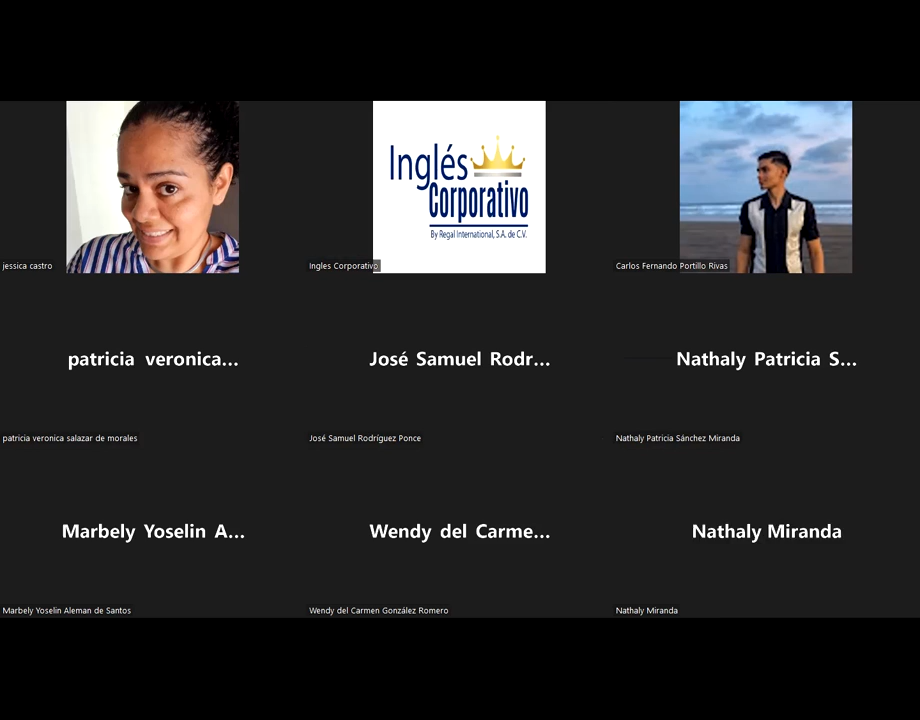 Inglés
Corporativo
By Regal International, S.A. de C.V.
jessica castro
Ingles Corporativo
Carlos Fernando Portillo Rivas
patricia veronica...
José Samuel Rodr...
Nathaly Patricia S...
patricia veronica salazar de morales
José Samuel Rodríguez Ponce
Nathaly Patricia Sánchez Miranda
Marbely Yoselin A...
Wendy del Carme...
Nathaly Miranda
Marbely Yoselin Aleman de Santos
Wendy del Carmen González Romero
Nathaly Miranda